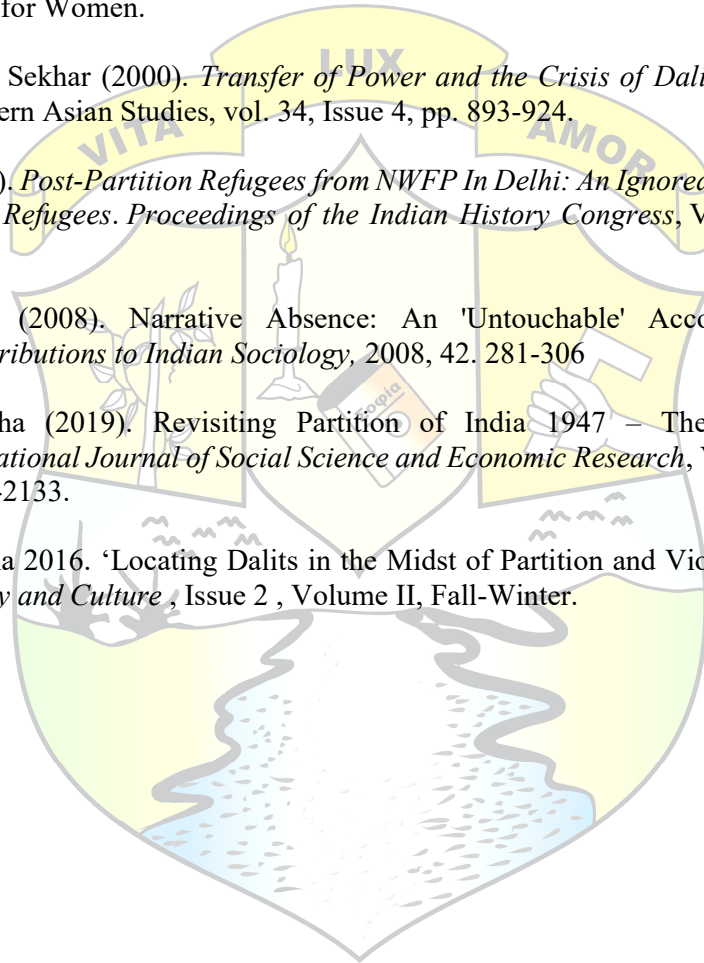 for Women.
LUX
Sekhar (2000). Transfer of Power and the Crisis of Dali
ern Asian Studies, vol. 34, Issue 4, pp. 893-924.
VITA
AMOR
). Post-Partition Refugees from NWFP In Delhi: An Ignored
Refugees. Proceedings of the Indian History Congress, V
(2008). Narrative Absence: An 'Untouchable' Acco
tributions to Indian Sociology, 2008, 42. 281-306
σοφία
ha (2019). Revisiting Partition of India 1947 – The
ational Journal of Social Science and Economic Research, V
-2133.
a 2016. ‘Locating Dalits in the Midst of Partition and Vio
y and Culture , Issue 2 , Volume II, Fall-Winter.